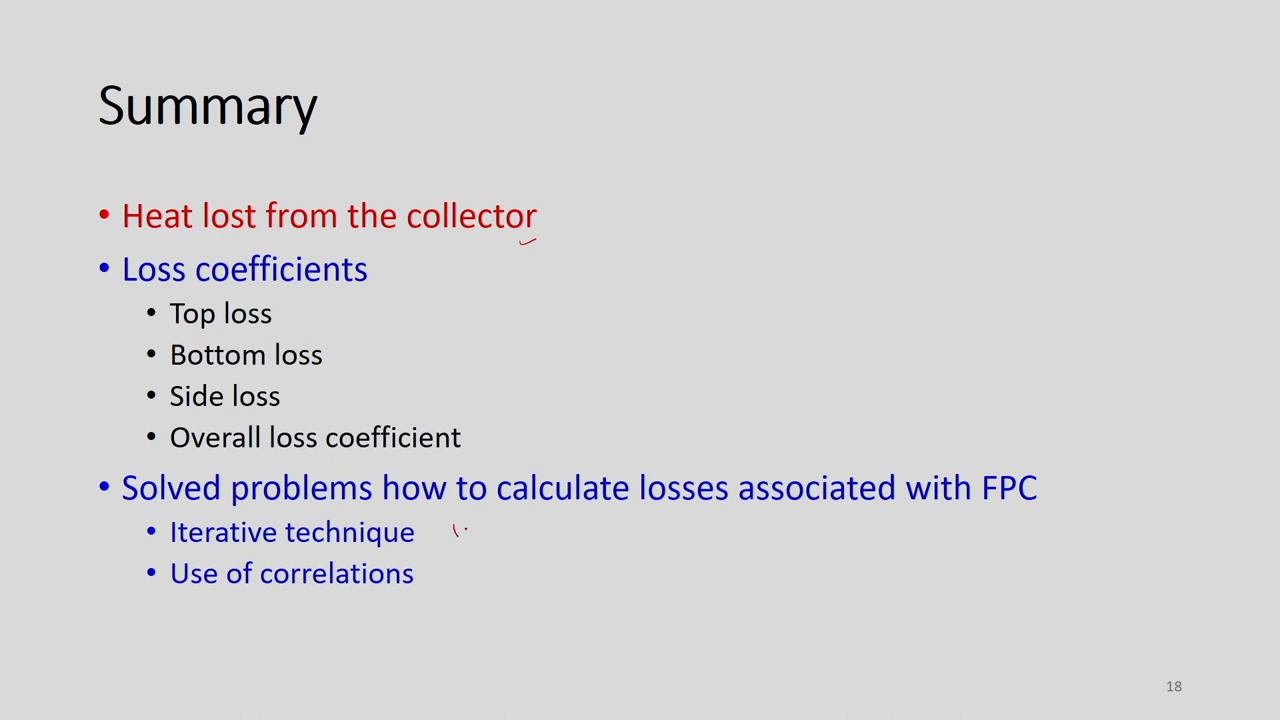 Summary
• Heat lost from the collector
• Loss coefficients
• Top loss
• Bottom loss
• Side loss
• Overall loss coefficient
• Solved problems how to calculate losses associated with FPC
• Iterative technique
• Use of correlations
18